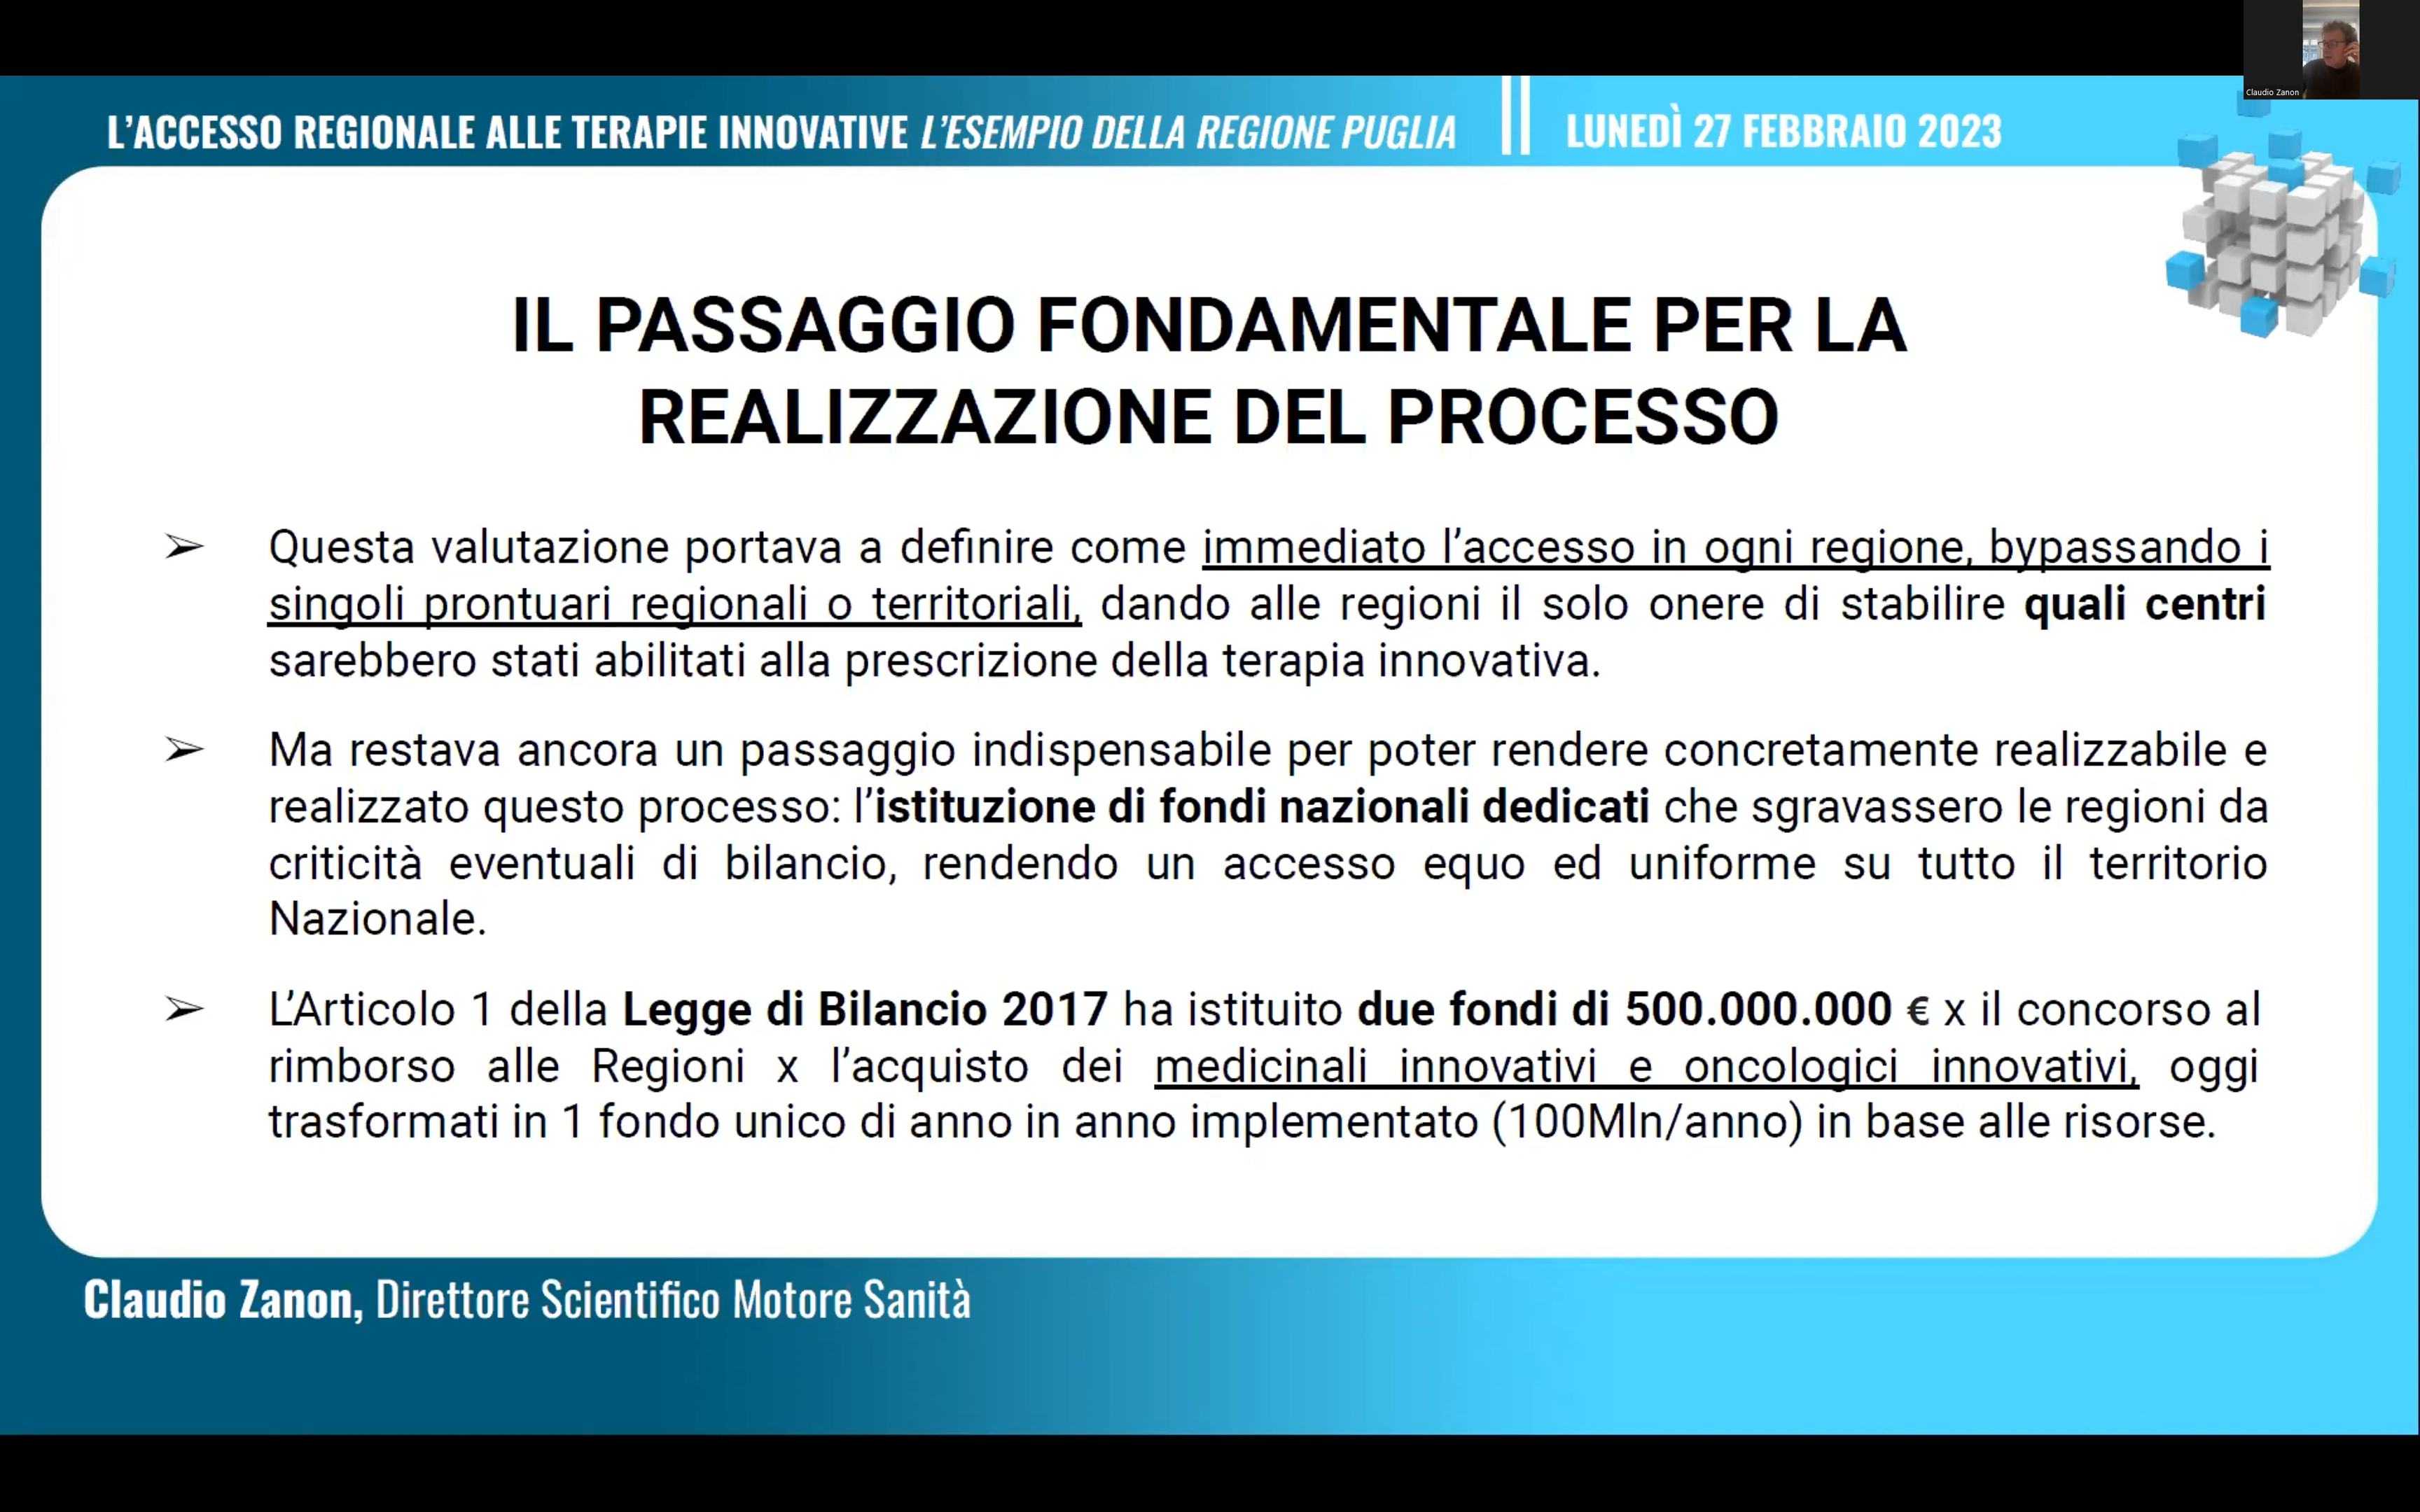 Claudio Zanon
L’ACCESSO REGIONALE ALLE TERAPIE INNOVATIVE L’ESEMPIO DELLA REGIONE PUGLIA
LUNEDÌ 27 FEBBRAIO 2023
IL PASSAGGIO FONDAMENTALE PER LA
REALIZZAZIONE DEL PROCESSO
➢ Questa valutazione portava a definire come immediato l’accesso in ogni regione, bypassando i
singoli prontuari regionali o territoriali, dando alle regioni il solo onere di stabilire quali centri
sarebbero stati abilitati alla prescrizione della terapia innovativa.
➢ Ma restava ancora un passaggio indispensabile per poter rendere concretamente realizzabile e
realizzato questo processo: l’istituzione di fondi nazionali dedicati che sgravassero le regioni da
criticità eventuali di bilancio, rendendo un accesso equo ed uniforme su tutto il territorio
Nazionale.
➢ L’Articolo 1 della Legge di Bilancio 2017 ha istituito due fondi di 500.000.000 € x il concorso al
rimborso alle Regioni x l’acquisto dei medicinali innovativi e oncologici innovativi, oggi
trasformati in 1 fondo unico di anno in anno implementato (100Mln/anno) in base alle risorse.
Claudio Zanon, Direttore Scientifico Motore Sanità